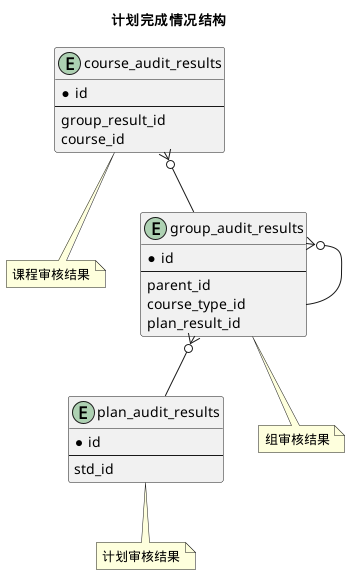 计划完成情况结构
E course_audit_results
id
group_result_id
course_id
课程审核结果
E group_audit_results
id
parent_id
course_type_id
plan_result_id
组审核结果
E plan_audit_results
id
std_id
计划审核结果